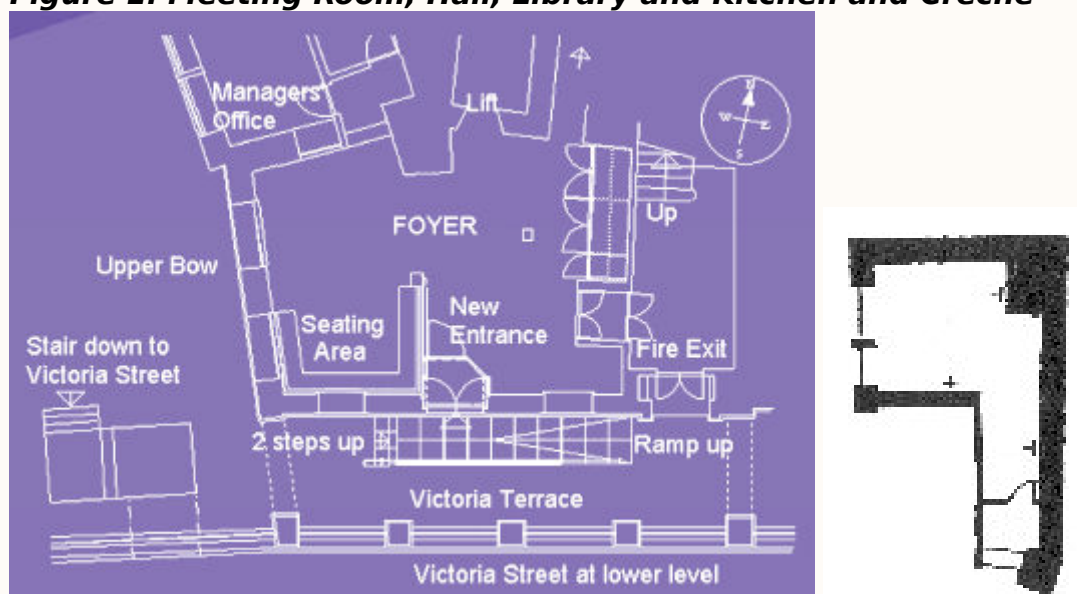 Figure 2: Meeting Room, Hall, Library and Kitchen and Creche
Managers'
Office
Lift
N
W E
S
FOYER
Up
Upper Bow
New
Entrance
Seating
Area
Fire Exit
Stair down to
Victoria Street
2 steps up
Ramp up
Victoria Terrace
Victoria Street at lower level